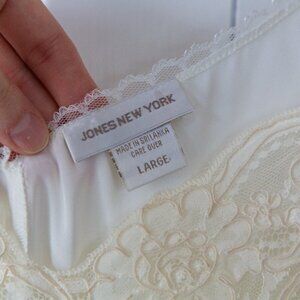 JONES NEW YORK
MADE IN SRI LANKA
CARE OVER
LARGE